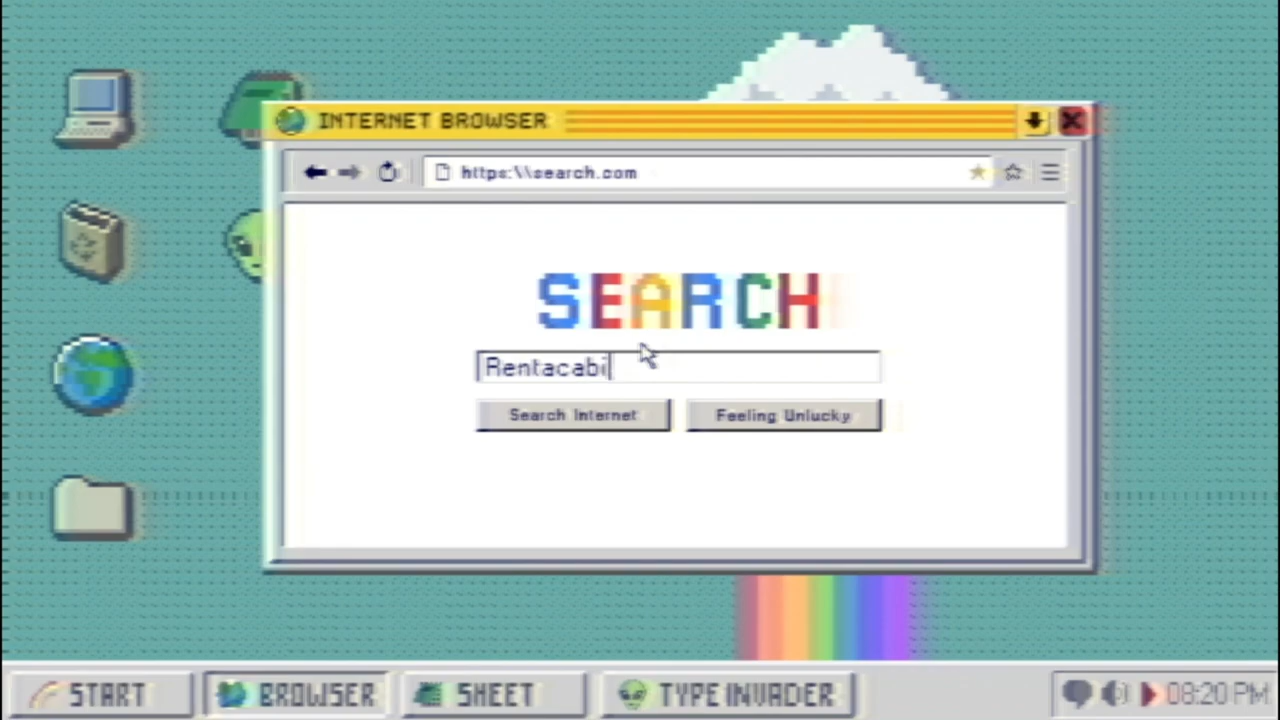 INTERNET BROWSER
https:\\search.com
SEARCH
Rentacabi
Search Internet
Feeling Unlucky
START
BROWSER
SHEET
TYPE INVADER
08:20 PM